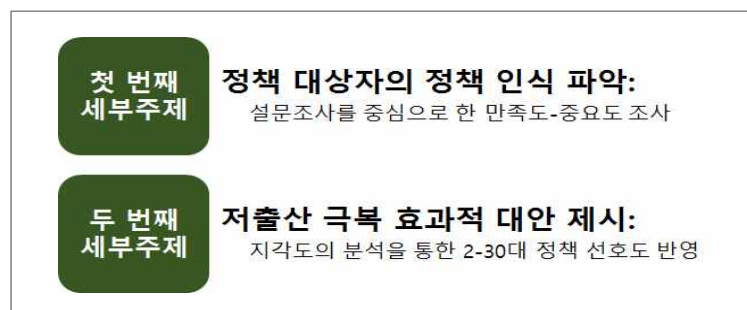 첫 번째
세부주제
정책 대상자의 정책 인식 파악:
설문조사를 중심으로 한 만족도-중요도 조사
두 번째
세부주제
저출산 극복 효과적 대안 제시:
지각도의 분석을 통한 2-30대 정책 선호도 반영